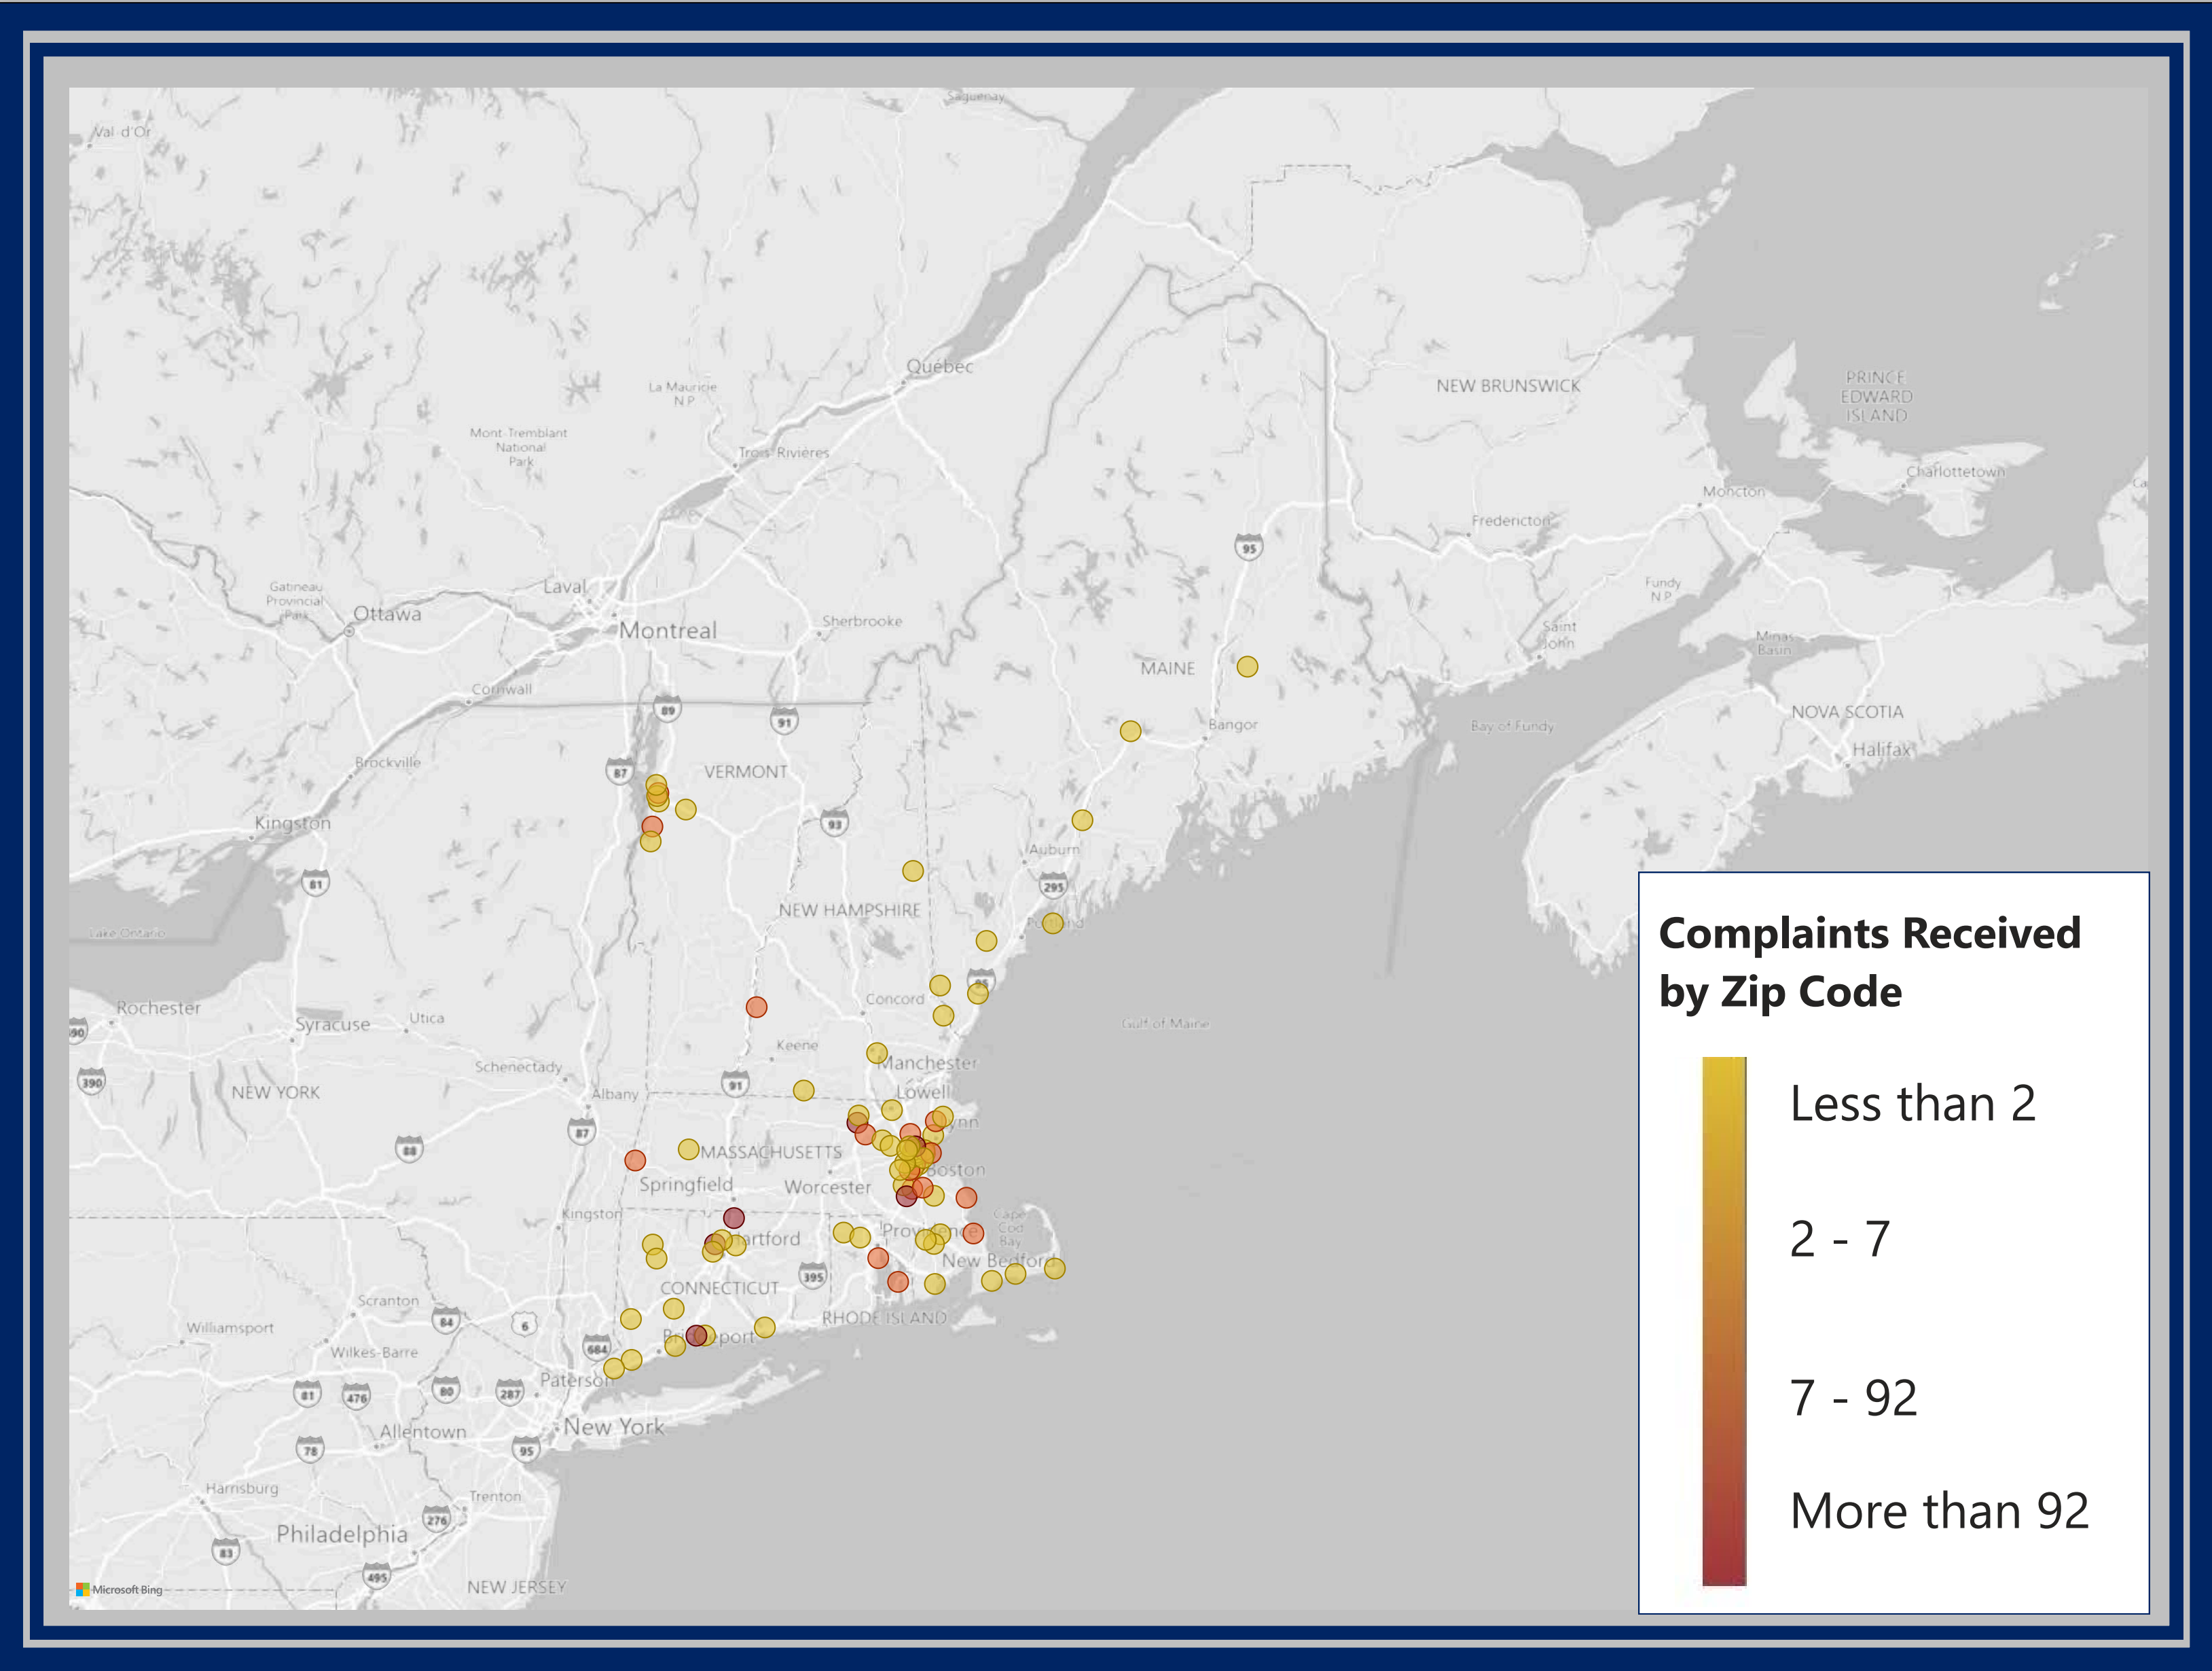 Saguenay
Val-d'Or
Québec
La Mauricie
N P
NEW BRUNSWICK
PRINCE
EDWARD
ISLAND
Mont-Tremblant
National
Park
Trois-Rivières
Charlottetown
Moncton
Fredericton
95
Gatineau
Provincial
Park
Laval
Ottawa
Montreal
Sherbrooke
Fundy
N P
Saint
John
Minas
Basin
MAINE
Cornwall
89
91
Bangor
Bay of Fundy
NOVA SCOTIA
Halifax
Brockville
87
VERMONT
Kingston
93
Auburn
81
295
NEW HAMPSHIRE
Lake Ontario
Complaints Received
by Zip Code
Less than 2
2 - 7
7 - 92
More than 92
95
Rochester
Concord
Syracuse
Utica
90
Gulf of Maine
Keene
Schenectady
Manchester
390
NEW YORK
91
Albany
Lowell
87
88
MASSACHUSETTS
Boston
Springfield
Worcester
Kingston
Cape
Cod
Bay
Providence
Hartford
New Bedford
395
CONNECTICUT
Scranton
84
6
RHODE ISLAND
Williamsport
Bridgeport
684
Wilkes-Barre
Paterson
81
476
80
287
New York
Allentown
78
95
Harrisburg
Trenton
276
Philadelphia
83
495
NEW JERSEY
Microsoft Bing